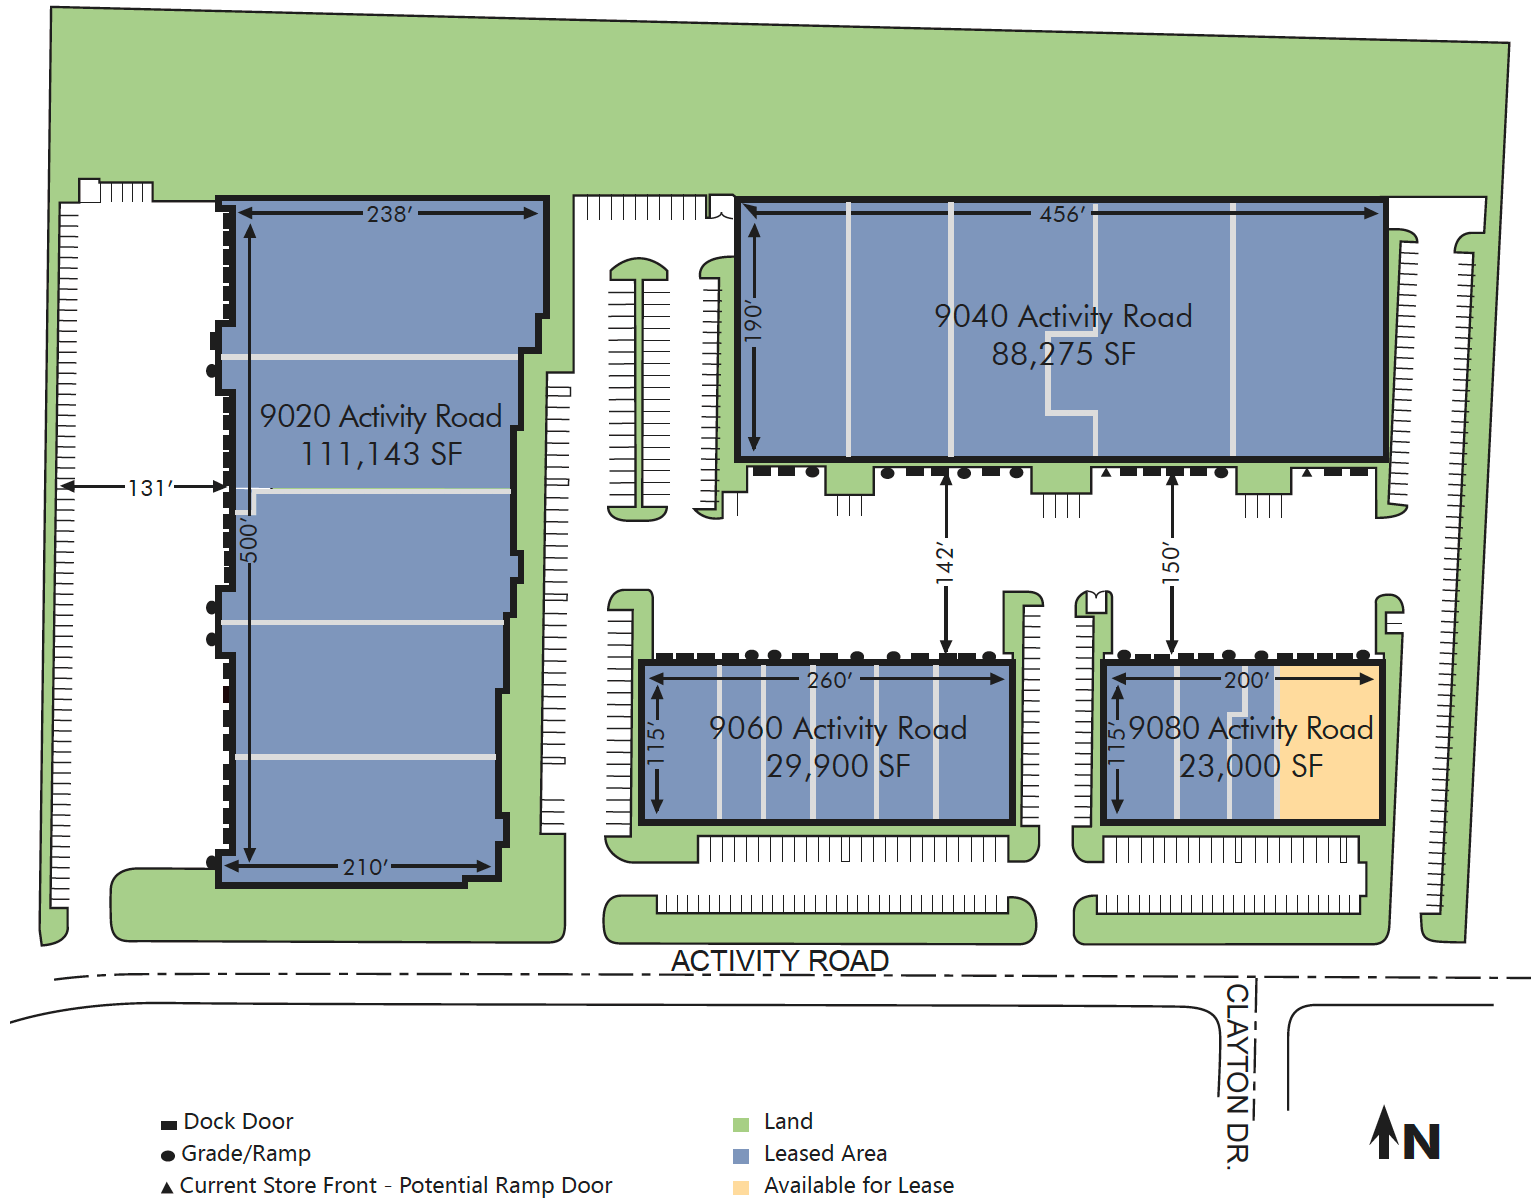 238′
456′
190′
9040 Activity Road
88,275 SF
9020 Activity Road
111,143 SF
131′
500′
142′
150′
260′
200′
115′
9060 Activity Road
29,900 SF
115′
9080 Activity Road
23,000 SF
210′
ACTIVITY ROAD
CLAYTON DR.
Dock Door
Grade/Ramp
Current Store Front - Potential Ramp Door
Land
Leased Area
Available for Lease
N